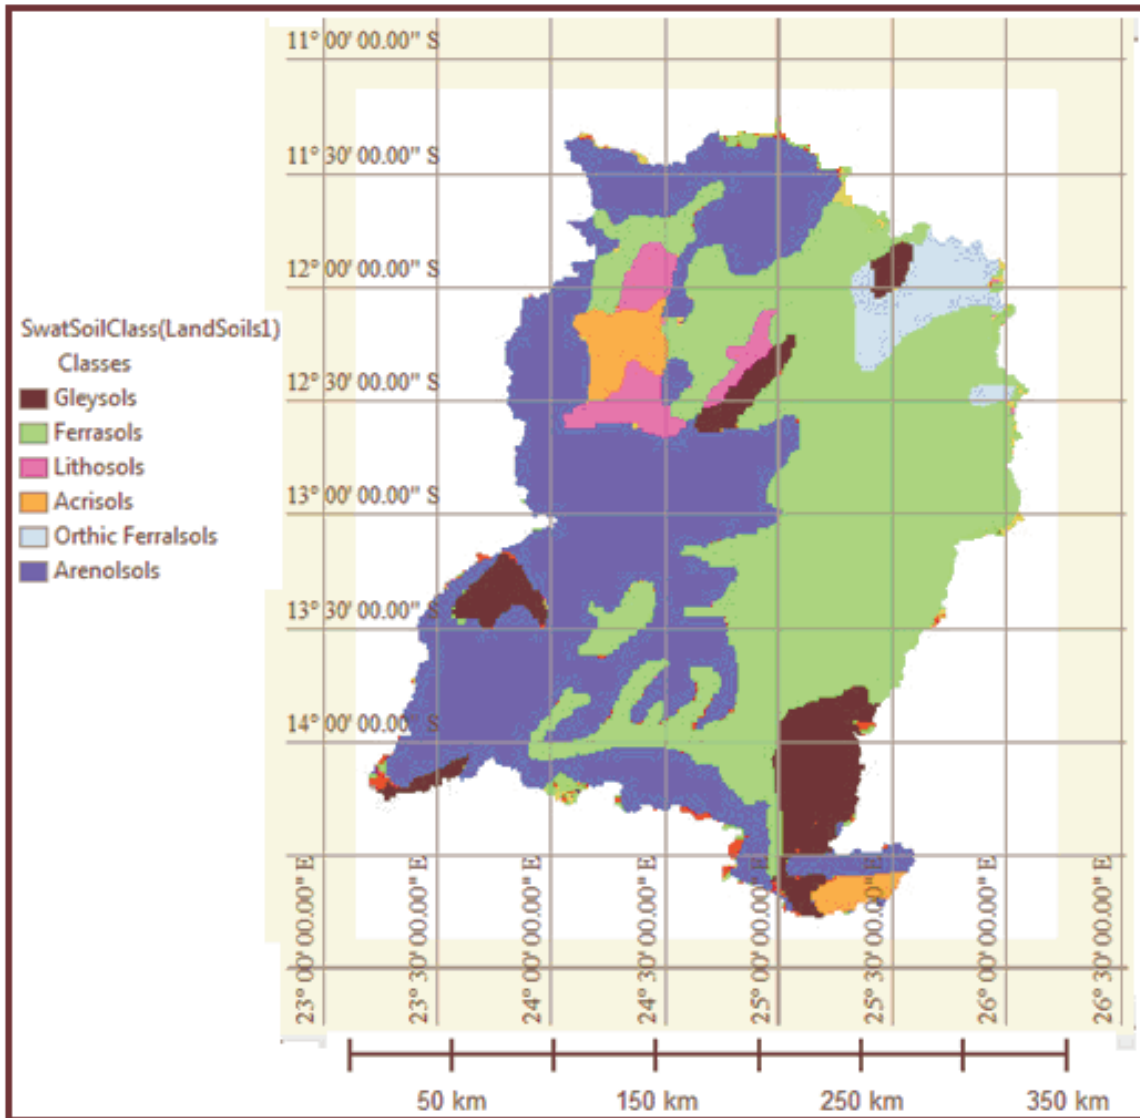 11° 00' 00.00" S
11° 30' 00.00" S
12° 00' 00.00" S
12° 30' 00.00" S
13° 00' 00.00" S
13° 30' 00.00" S
14° 00' 00.00" S
SwatSoilClass(LandSoils1)
Classes
Gleysols
Ferrasols
Lithosols
Acrisols
Orthic Ferralsols
Arenolsols
23° 00' 00.00" E
23° 30' 00.00" E
24° 00' 00.00" E
24° 30' 00.00" E
25° 00' 00.00" E
25° 30' 00.00" E
26° 00' 00.00" E
26° 30' 00.00" E
50 km
150 km
250 km
350 km